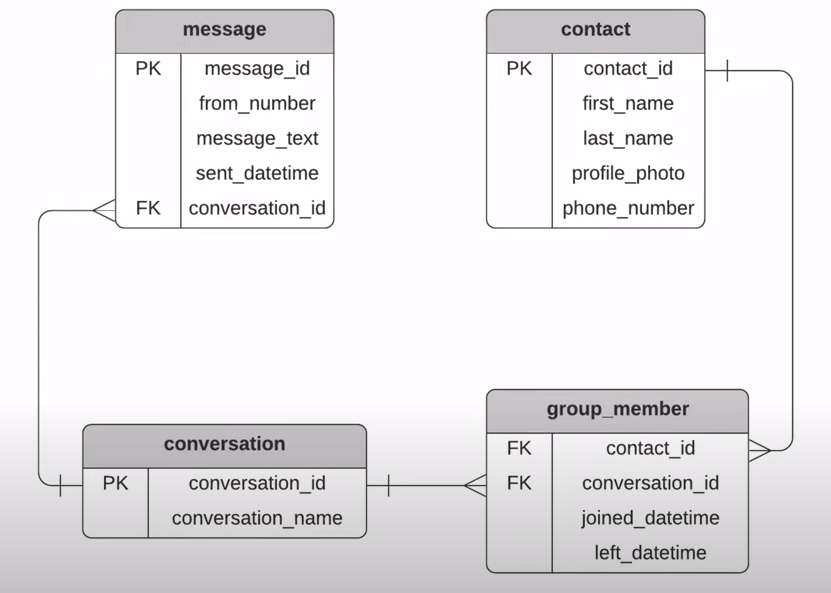 message
PK message_id
from_number
message_text
sent_datetime
FK conversation_id
contact
PK contact_id
first_name
last_name
profile_photo
phone_number
conversation
PK conversation_id
conversation_name
group_member
FK contact_id
FK conversation_id
joined_datetime
left_datetime